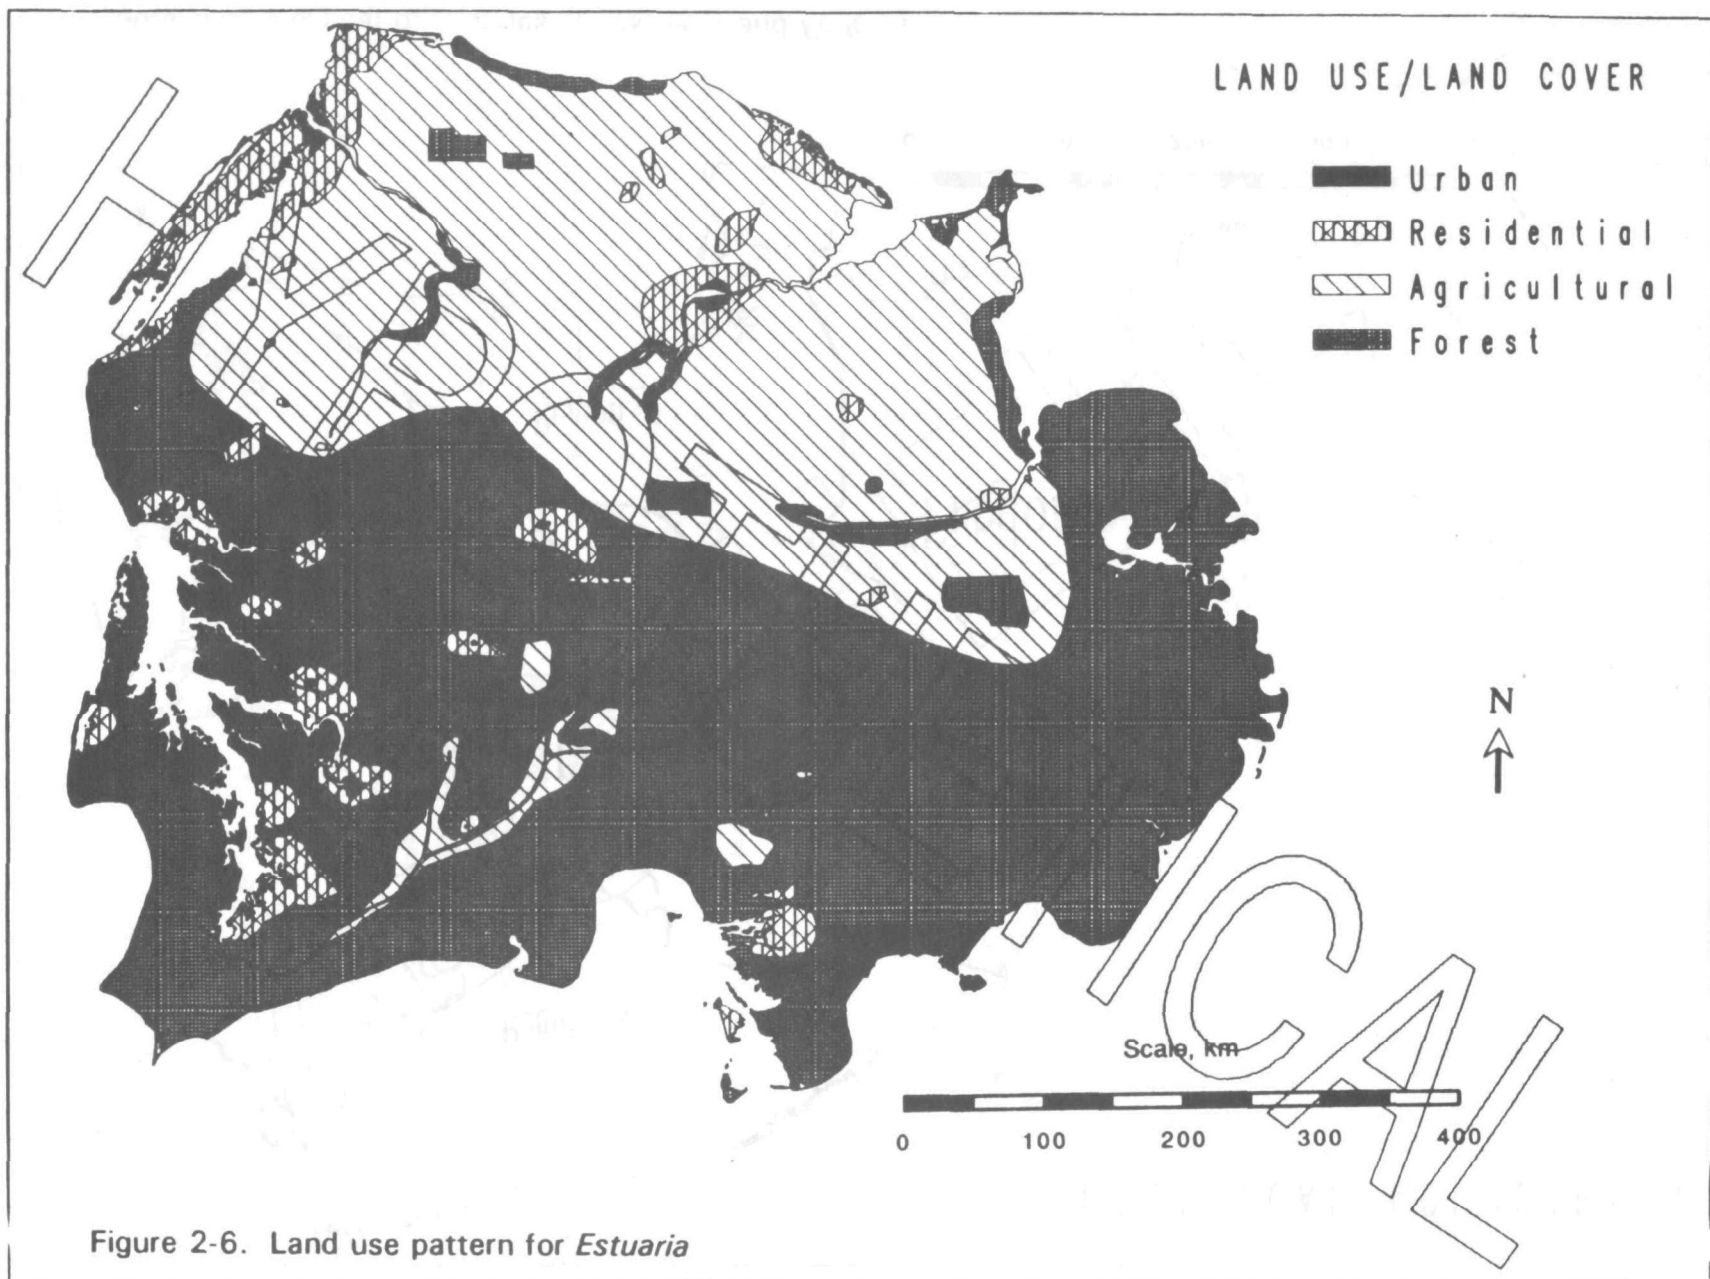 LAND USE/LAND COVER
Urban
Residential
Agricultural
Forest
N
Scale, km
0 100 200 300 400
HYPOTHETICAL
Figure 2-6. Land use pattern for Estuaria